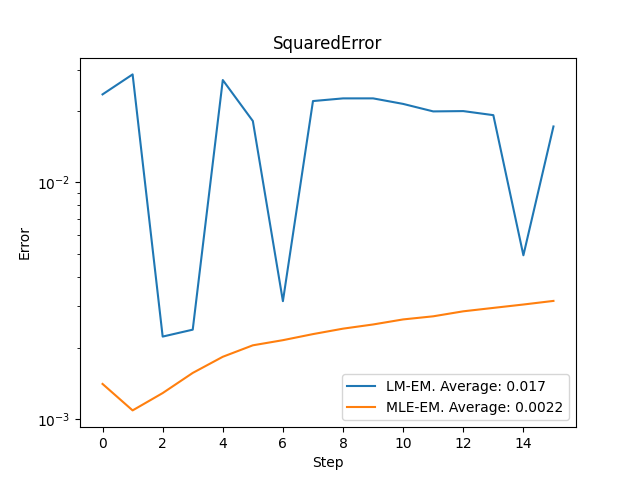 SquaredError
Error
10⁻²
10⁻³
LM-EM. Average: 0.017
MLE-EM. Average: 0.0022
0 2 4 6 8 10 12 14
Step